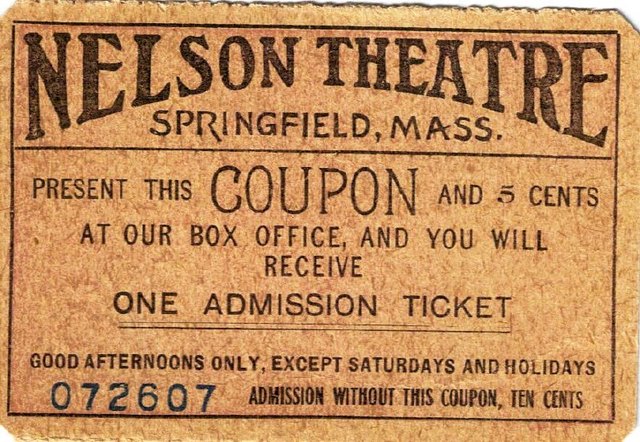 NELSON THEATRE
SPRINGFIELD, MASS.
PRESENT THIS COUPON AND 5 CENTS
AT OUR BOX OFFICE, AND YOU WILL
RECEIVE
ONE ADMISSION TICKET
GOOD AFTERNOONS ONLY, EXCEPT SATURDAYS AND HOLIDAYS
072607 ADMISSION WITHOUT THIS COUPON, TEN CENTS